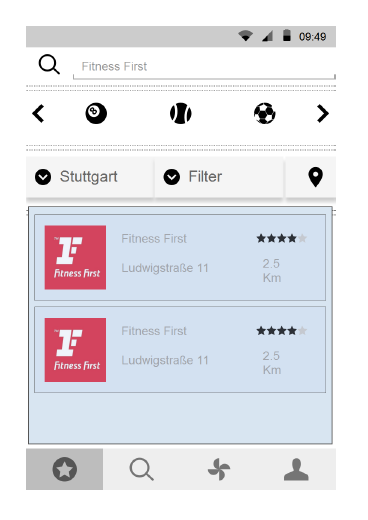 09:49
Fitness First
8
Stuttgart
Filter
Fitness First
Ludwigstraße 11
2.5
Km
F
Fitness First
Fitness First
Ludwigstraße 11
2.5
Km
F
Fitness First